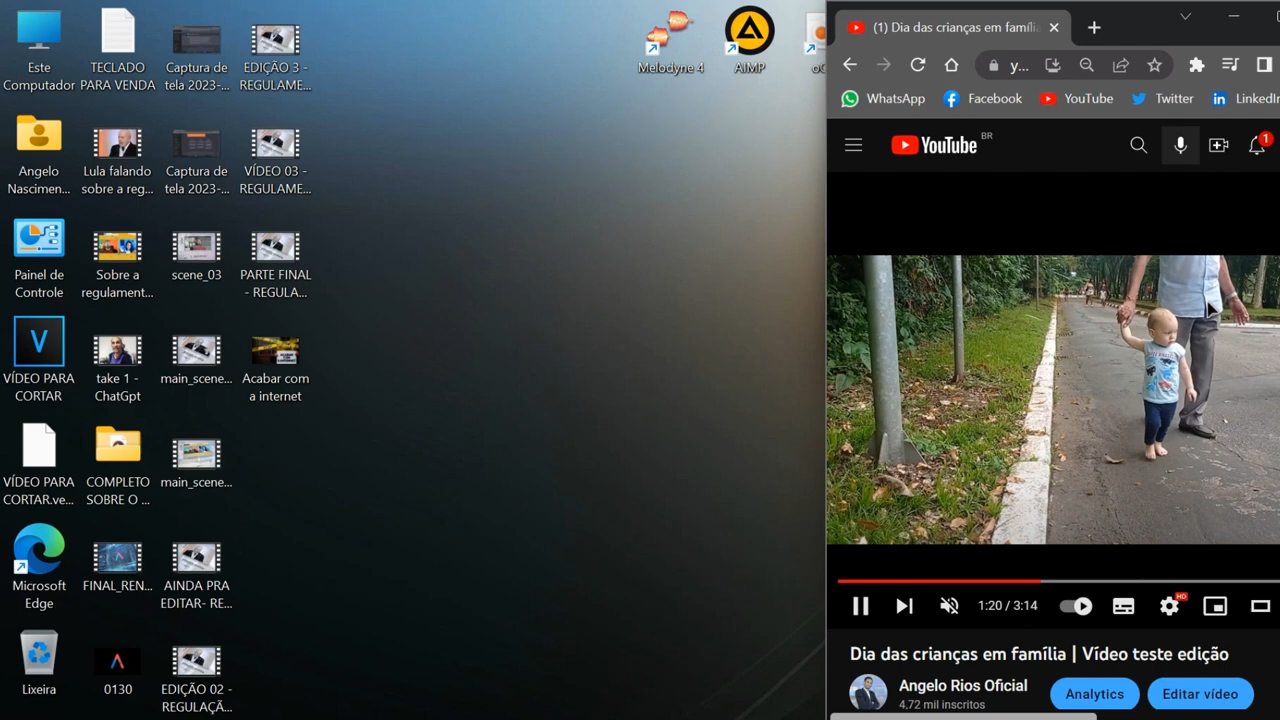 Este
Computador
TECLADO
PARA VENDA
Captura de
tela 2023-...
EDIÇÃO 3 -
REGULAME...
Angelo
Nascimen...
Lula falando
sobre a reg...
Captura de
tela 2023-...
VÍDEO 03 -
REGULAME...
Painel de
Controle
Sobre a
regulament...
scene_03
PARTE FINAL
- REGULA...
V
VÍDEO PARA
CORTAR
take 1 -
ChatGpt
main_scene...
Acabar com
a internet
VÍDEO PARA
CORTAR.ve...
COMPLETO
SOBRE O ...
main_scene...
Microsoft
Edge
FINAL_REN...
AINDA PRA
EDITAR- RE...
Lixeira
0130
EDIÇÃO 02 -
REGULAÇÃ...
Melodyne 4
AIMP
(1) Dia das crianças em famíli
y...
WhatsApp
Facebook
YouTube
Twitter
in
LinkedIn
YouTube
BR
1
1:20 / 3:14
HD
Dia das crianças em família | Vídeo teste edição
Angelo Rios Oficial
4,72 mil inscritos
Analytics
Editar vídeo